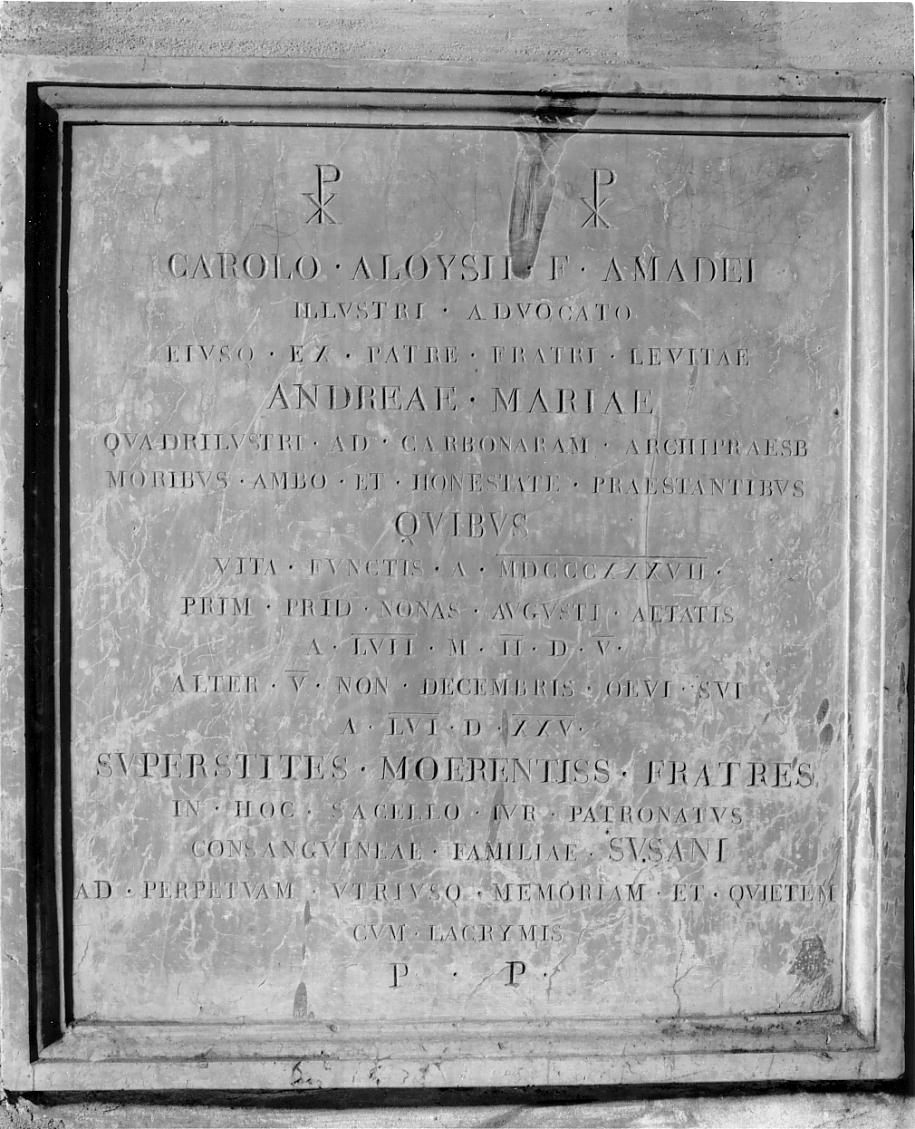 ☧ ☧
CAROLO · ALOYSII · F · AMADEI
ILLVSTRI · ADVOCATO
EIVSQ · EX · PATRE · FRATRI · LEVITAE
ANDREAE · MARIAE
QVADRILVSTRI · AD · CARBONARAM · ARCHIPRAESB
MORIBVS · AMBO · ET · HONESTATE · PRAESTANTIBVS
QVIBVS
VITA · FVNCTIS · A · MDCCCXXXVII ·
PRIM · PRID · NONAS · AVGVSTI · AETATIS
A · LVII · M · II · D · V ·
ALTER · V · NON · DECEMBRIS · OEVI · SVI
A · LVI · D · XXV ·
SVPERSTITES · MOERENTISS · FRATRES
IN · HOC · SACELLO · IVR · PATRONATVS
CONSANGVINEAE · FAMILIAE · SVSANI
AD · PERPETVAM · VTRIVSQ · MEMORIAM · ET · QVIETEM
CVM · LACRYMIS
P · P ·